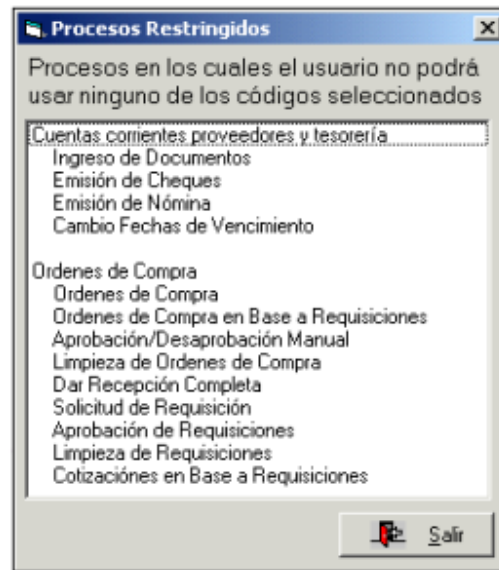 Procesos Restringidos
Procesos en los cuales el usuario no podrá
usar ninguno de los códigos seleccionados
Cuentas corrientes proveedores y tesorería
Ingreso de Documentos
Emisión de Cheques
Emisión de Nómina
Cambio Fechas de Vencimiento
Ordenes de Compra
Ordenes de Compra
Ordenes de Compra en Base a Requisiciones
Aprobación/Desaprobación Manual
Limpieza de Ordenes de Compra
Dar Recepción Completa
Solicitud de Requisición
Aprobación de Requisiciones
Limpieza de Requisiciones
Cotizaciónes en Base a Requisiciones
Salir